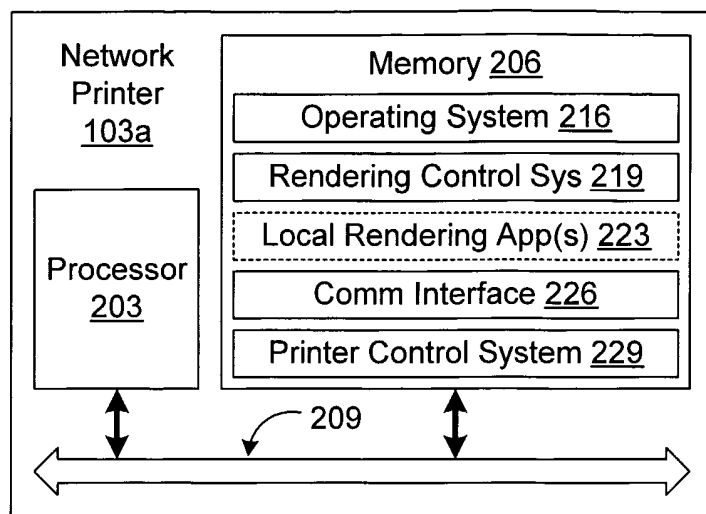 Network
Printer
103a
Memory 206
Operating System 216
Rendering Control Sys 219
Local Rendering App(s) 223
Comm Interface 226
Printer Control System 229
Processor
203
209